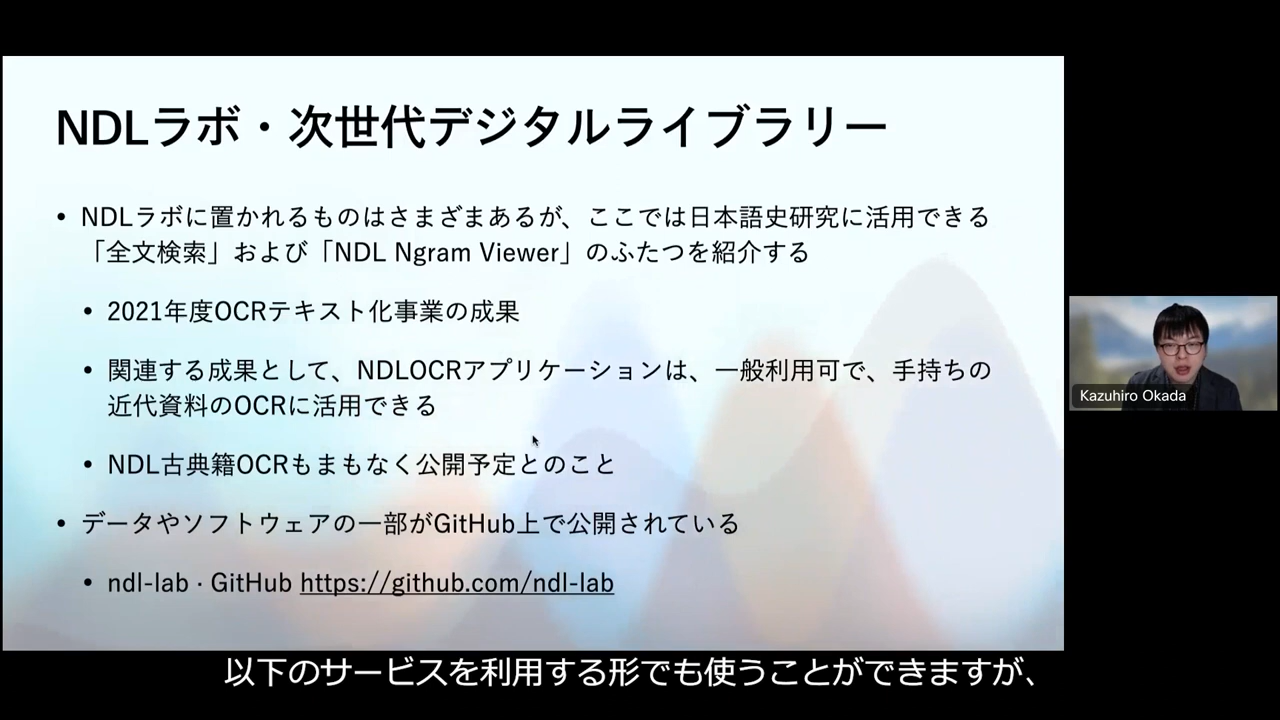 NDLラボ・次世代デジタルライブラリー
• NDLラボに置かれるものはさまざまあるが、ここでは日本語史研究に活用できる
「全文検索」および「NDL Ngram Viewer」のふたつを紹介する
• 2021年度OCRテキスト化事業の成果
• 関連する成果として、NDLOCRアプリケーションは、一般利用可で、手持ちの
近代資料のOCRに活用できる
• NDL古典籍OCRもまもなく公開予定とのこと
• データやソフトウェアの一部がGitHub上で公開されている
• ndl-lab · GitHub https://github.com/ndl-lab
Kazuhiro Okada
以下のサービスを利用する形でも使うことができますが、